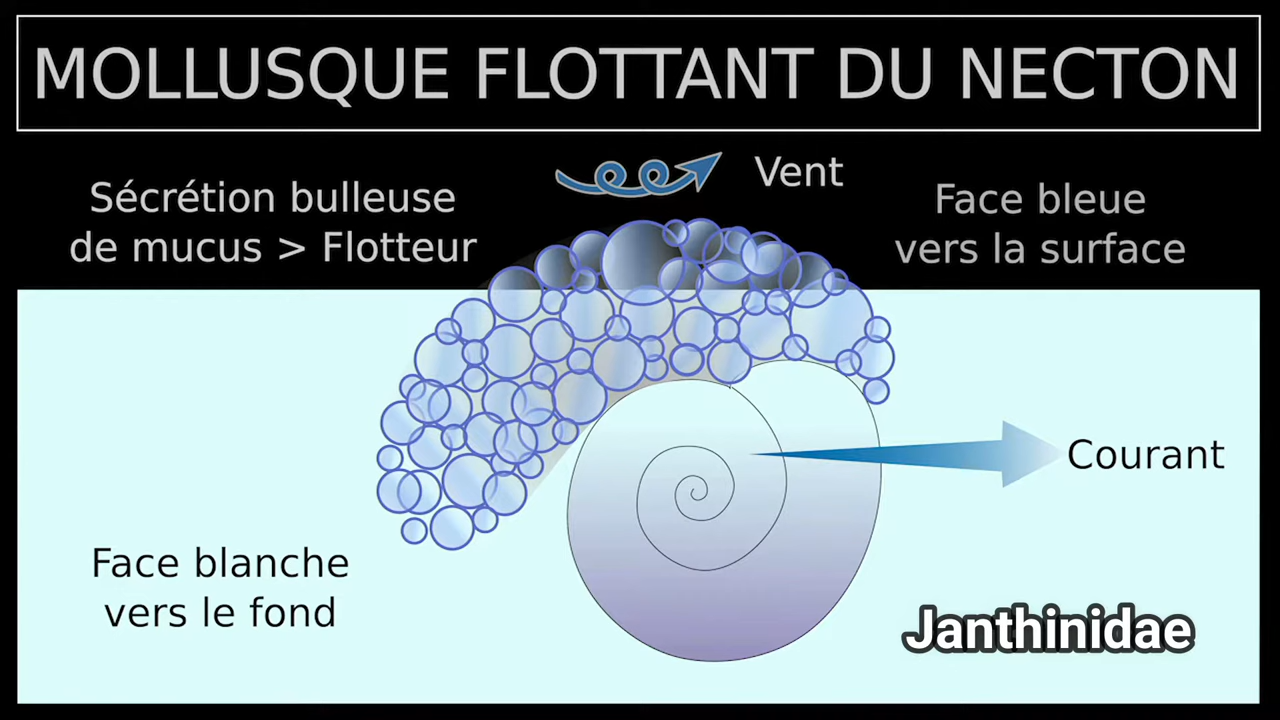 MOLLUSQUE FLOTTANT DU NECTON
Vent
Sécrétion bulleuse
de mucus > Flotteur
Face bleue
vers la surface
Courant
Face blanche
vers le fond
Janthinidae